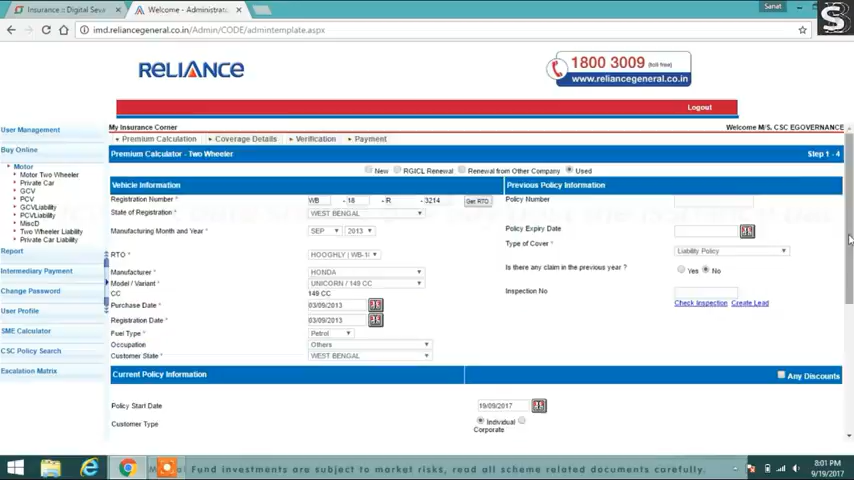 Sanat
Insurance :: Digital Sew
Welcome - Administrat
S
imd.reliancegeneral.co.in/Admin/CODE/admintemplate.aspx
RELIANCE
1800 3009 (toll free)
www.reliancegeneral.co.in
Logout
User Management
My Insurance Corner
Welcome M/S, CSC EGOVERNANCE
Premium Calculation
Coverage Details
Verification
Payment
Buy Online
Premium Calculator - Two Wheeler
Step 1 - 4
Motor
Motor Two Wheeler
Private Car
GCV
PCV
GCVLiability
PCVLiability
MiscD
Two Wheeler Liability
Private Car Liability
Report
Intermediary Payment
Change Password
User Profile
SME Calculator
CSC Policy Search
Escalation Matrix
New
RGICL Renewal
Renewal from Other Company
Used
Vehicle Information
Registration Number * WB - 18 - R - 3214 Get RTO
State of Registration * WEST BENGAL
Manufacturing Month and Year * SEP 2013
RTO HOOGHLY (WB-1
Manufacturer * HONDA
Model / Variant * UNICORN / 149 CC
CC 149 CC
Purchase Date * 03/09/2013
Registration Date * 03/09/2013
Fuel Type * Petrol
Occupation Others
Customer State * WEST BENGAL
Previous Policy Information
Policy Number
Policy Expiry Date
Type of Cover * Liability Policy
Is there any claim in the previous year ? Yes No
Inspection No
Check Inspection Create Lead
Current Policy Information
Any Discounts
Policy Start Date 19/09/2017
Customer Type Individual
Corporate
Fund investments are subject to market risks, read all scheme related documents carefully.
8:01 PM
9/19/2017